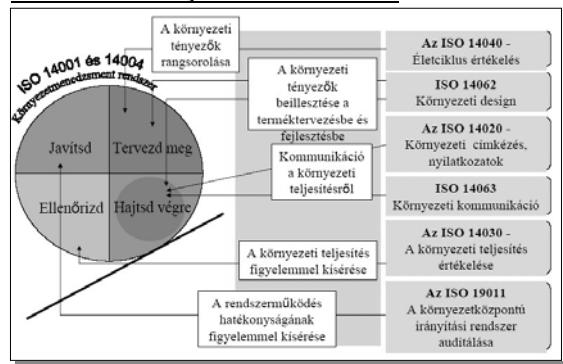 ISO 14001 és 14004
Környezetmenedzsment rendszer
Javítsd
Tervezd meg
Ellenőrizd
Hajtsd végre
A környezeti
tényezők
rangsorolása
A környezeti
tényezők
beillesztése a
terméktervezésbe és
fejlesztésbe
Kommunikáció
a környezeti
teljesítésről
A környezeti teljesítés
figyelemmel kísérése
A rendszerműködés
hatékonyságának
figyelemmel kísérése
Az ISO 14040 -
Életciklus értékelés
ISO 14062
Környezeti design
Az ISO 14020 -
Környezeti címkézés,
nyilatkozatok
ISO 14063
Környezeti kommunikáció
Az ISO 14030 -
A környezeti teljesítés
értékelése
Az ISO 19011
A környezetközpontú
irányítási rendszer
auditálása